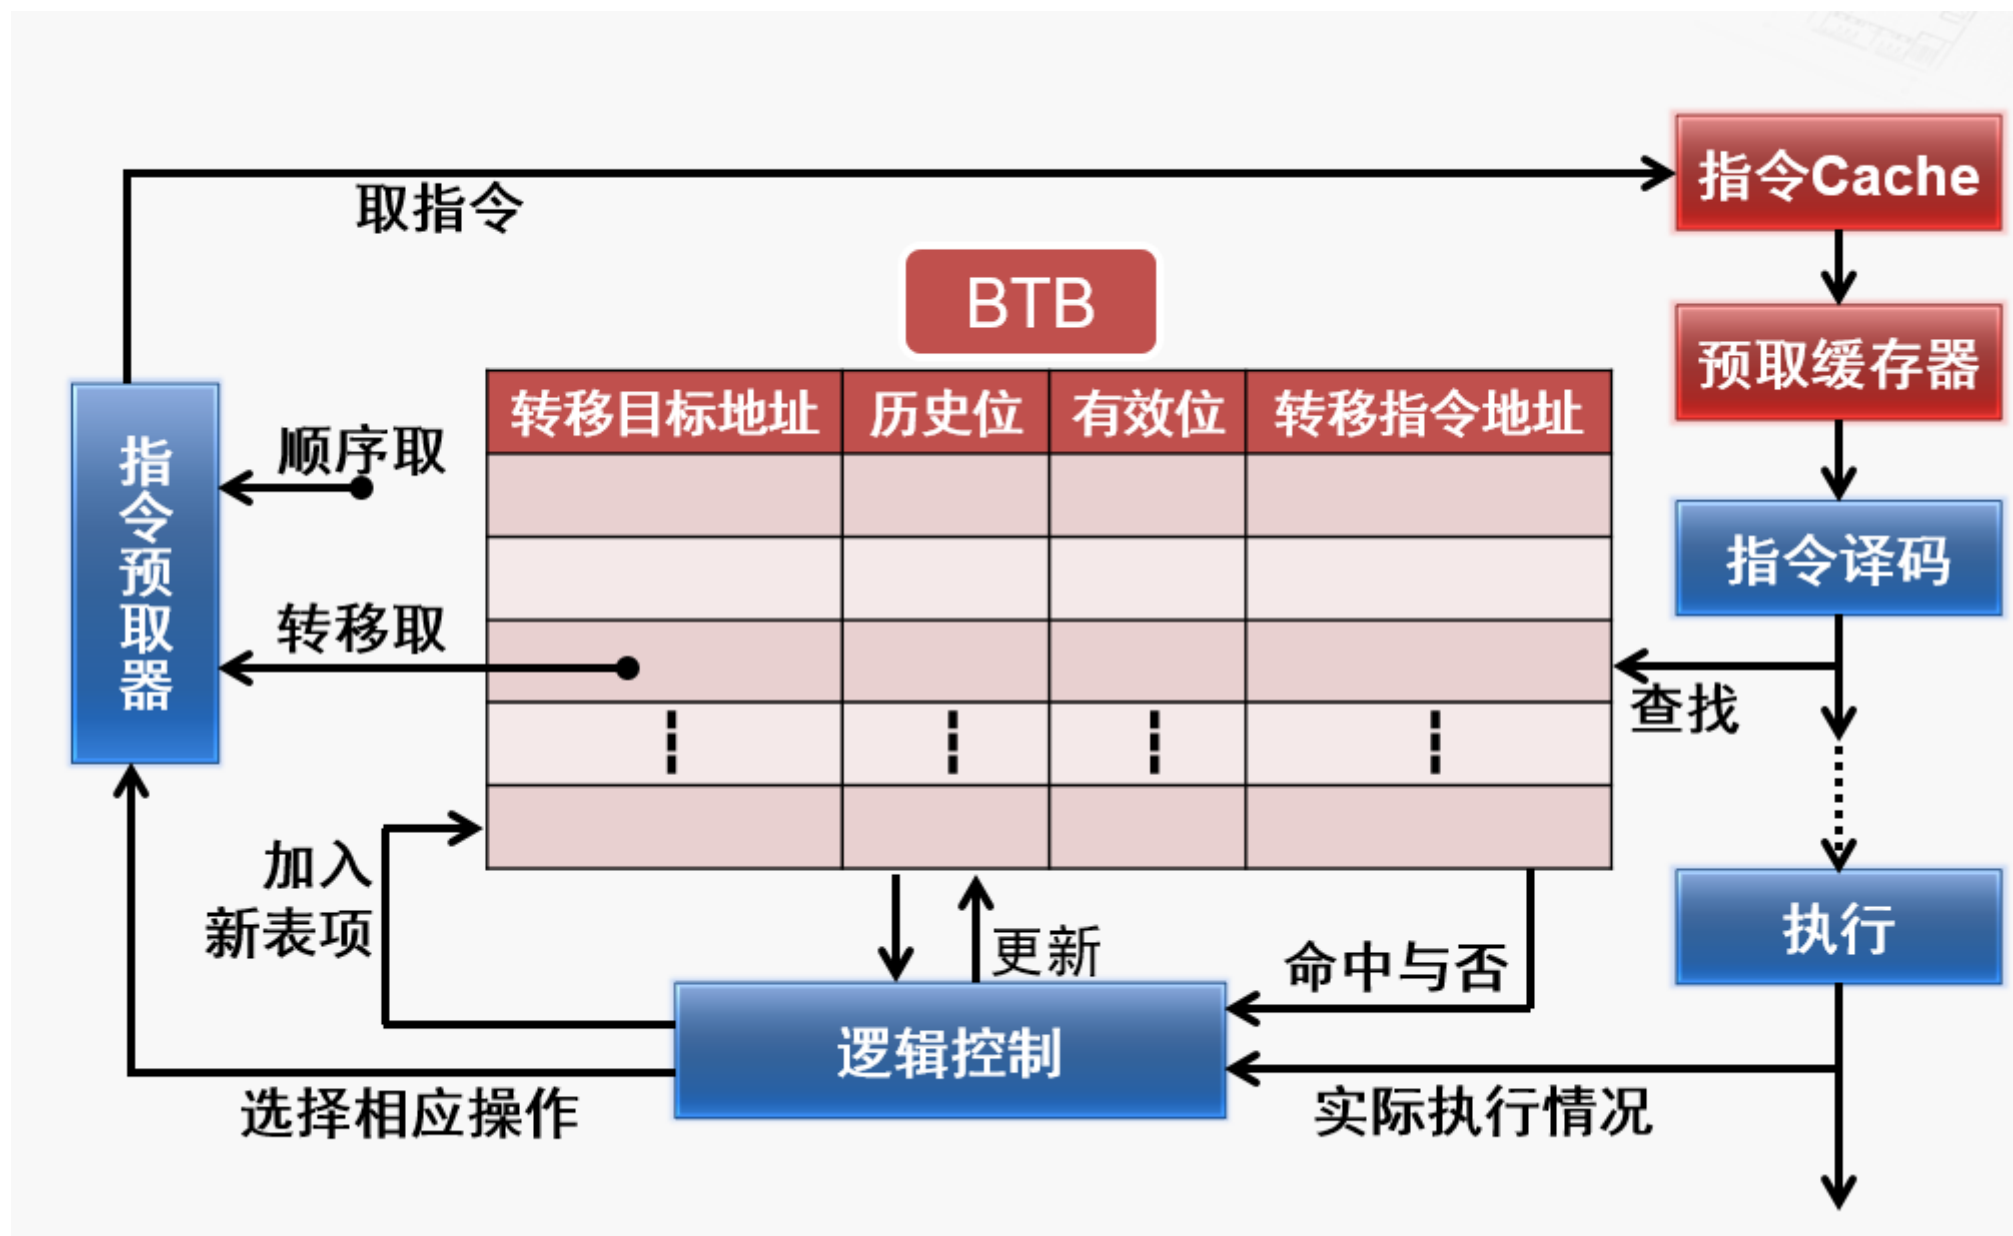 取指令
指令Cache
BTB
预取缓存器
转移目标地址 历史位 有效位 转移指令地址
指令预取器
顺序取
指令译码
转移取
查找
加入
新表项
更新
命中与否
执行
逻辑控制
选择相应操作
实际执行情况